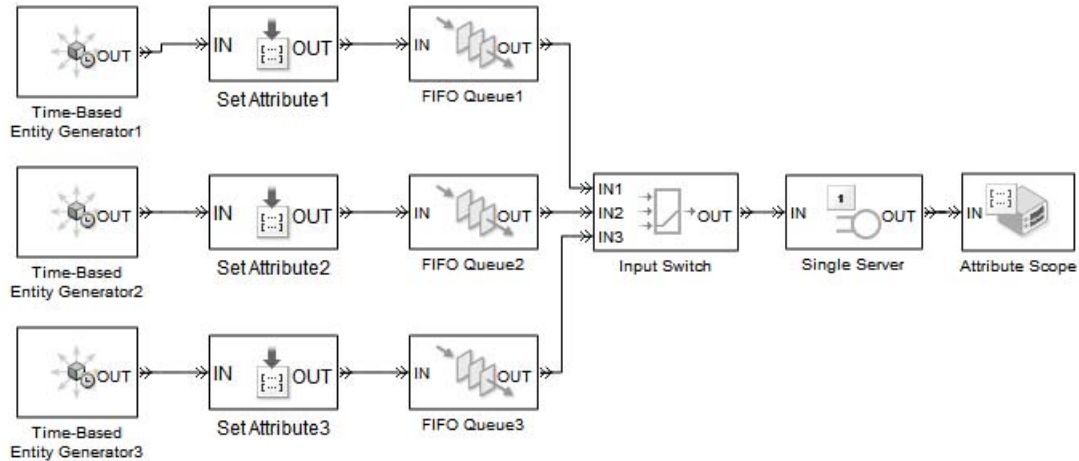 OUT
IN
[...]
OUT
IN
OUT
Time-Based
Entity Generator1
Set Attribute1
FIFO Queue1
OUT
IN
[...]
OUT
IN
OUT
IN1
IN2
IN3
OUT
IN
1
OUT
IN
[...]
Time-Based
Entity Generator2
Set Attribute2
FIFO Queue2
Input Switch
Single Server
Attribute Scope
OUT
IN
[...]
OUT
IN
OUT
Time-Based
Entity Generator3
Set Attribute3
FIFO Queue3